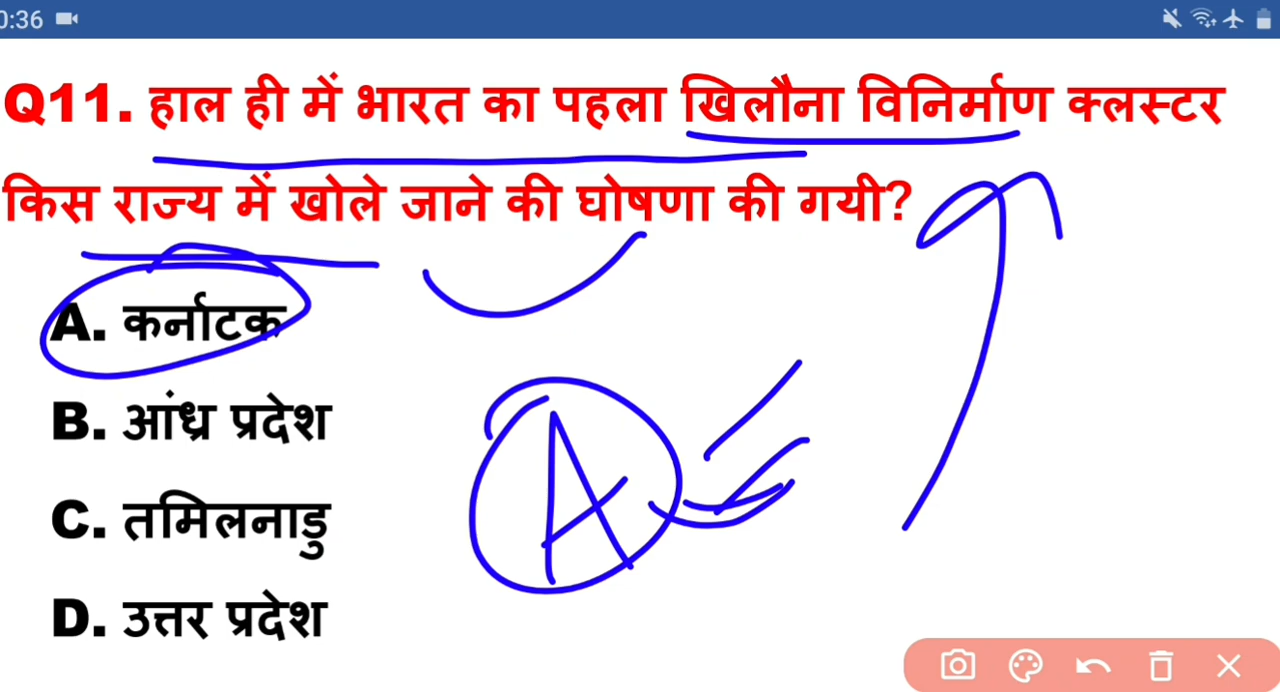 0:36
Q11. हाल ही में भारत का पहला खिलौना विनिर्माण क्लस्टर
किस राज्य में खोले जाने की घोषणा की गयी?
A. कर्नाटक
B. आंध्र प्रदेश
C. तमिलनाडु
D. उत्तर प्रदेश
A